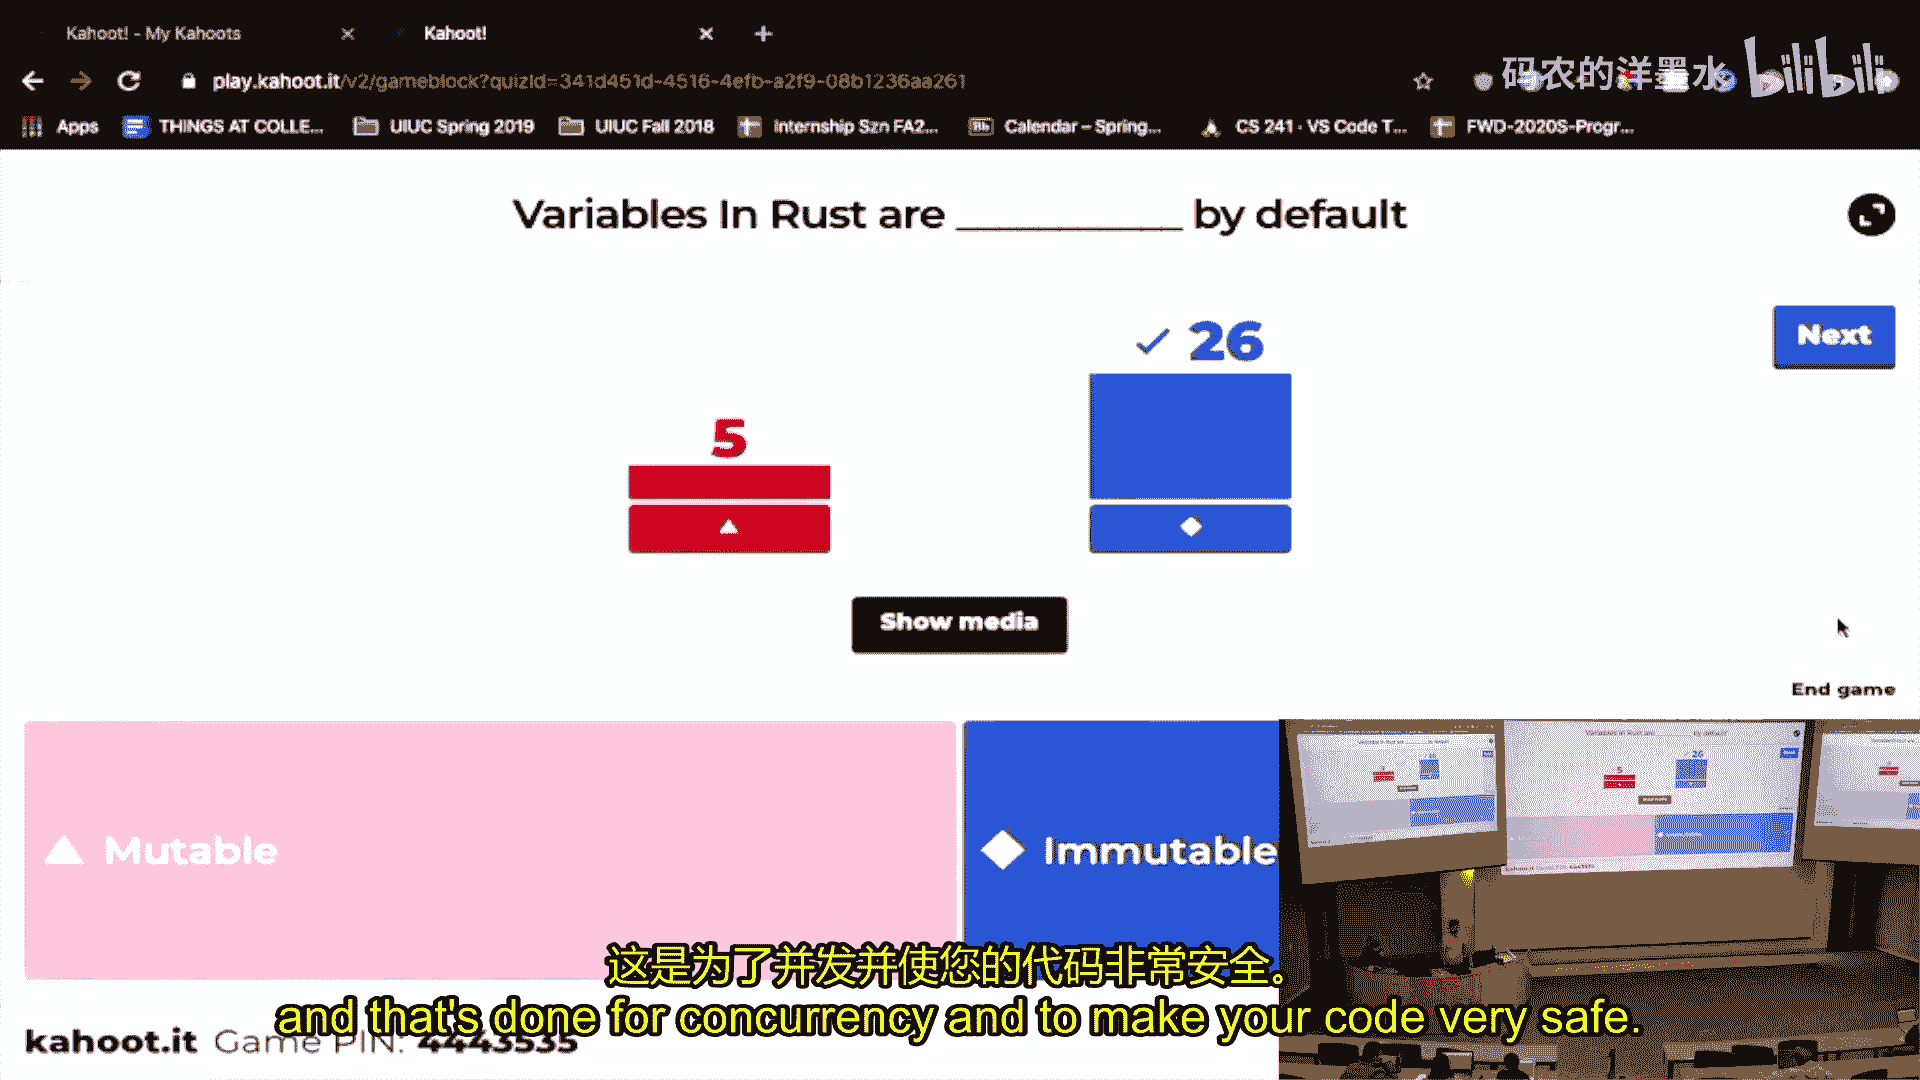 Kahoot! - My Kahoots
Kahoot!
play.kahoot.it/v2/gameblock?quizId=341d451d-4516-4efb-a2f9-08b1236aa261
码农的洋墨水 bilibili
Apps THINGS AT COLLE... UIUC Spring 2019 UIUC Fall 2018 Internship Szn FA2... Bb Calendar – Spring... CS 241 · VS Code T... FWD-2020S-Progr...
Variables In Rust are __________ by default
Next
✓ 26
5
Show media
End game
Mutable
Immutable
这是为了并发并使您的代码非常安全。
and that's done for concurrency and to make your code very safe.
kahoot.it Game PIN: 4443535